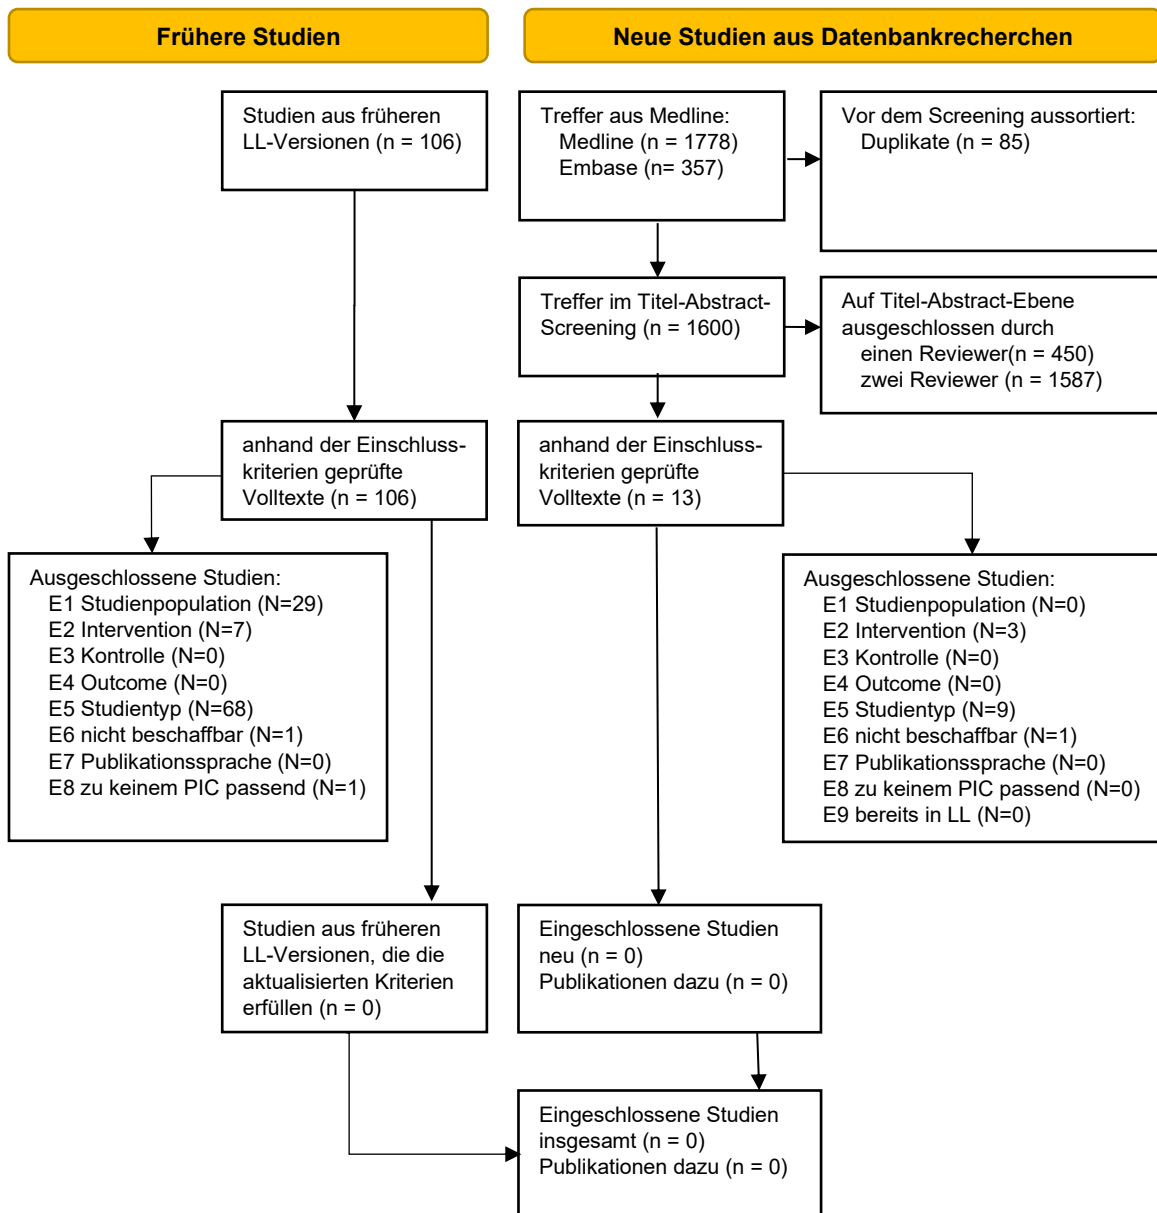 Frühere Studien
Neue Studien aus Datenbankrecherchen
Studien aus früheren
LL-Versionen (n = 106)
Treffer aus Medline:
Medline (n = 1778)
Embase (n= 357)
Vor dem Screening aussortiert:
Duplikate (n = 85)
Treffer im Titel-Abstract-
Screening (n = 1600)
Auf Titel-Abstract-Ebene
ausgeschlossen durch
einen Reviewer(n = 450)
zwei Reviewer (n = 1587)
anhand der Einschluss-
kriterien geprüfte
Volltexte (n = 106)
anhand der Einschluss-
kriterien geprüfte
Volltexte (n = 13)
Ausgeschlossene Studien:
E1 Studienpopulation (N=29)
E2 Intervention (N=7)
E3 Kontrolle (N=0)
E4 Outcome (N=0)
E5 Studientyp (N=68)
E6 nicht beschaffbar (N=1)
E7 Publikationssprache (N=0)
E8 zu keinem PIC passend (N=1)
Ausgeschlossene Studien:
E1 Studienpopulation (N=0)
E2 Intervention (N=3)
E3 Kontrolle (N=0)
E4 Outcome (N=0)
E5 Studientyp (N=9)
E6 nicht beschaffbar (N=1)
E7 Publikationssprache (N=0)
E8 zu keinem PIC passend (N=0)
E9 bereits in LL (N=0)
Studien aus früheren
LL-Versionen, die die
aktualisierten Kriterien
erfüllen (n = 0)
Eingeschlossene Studien
neu (n = 0)
Publikationen dazu (n = 0)
Eingeschlossene Studien
insgesamt (n = 0)
Publikationen dazu (n = 0)